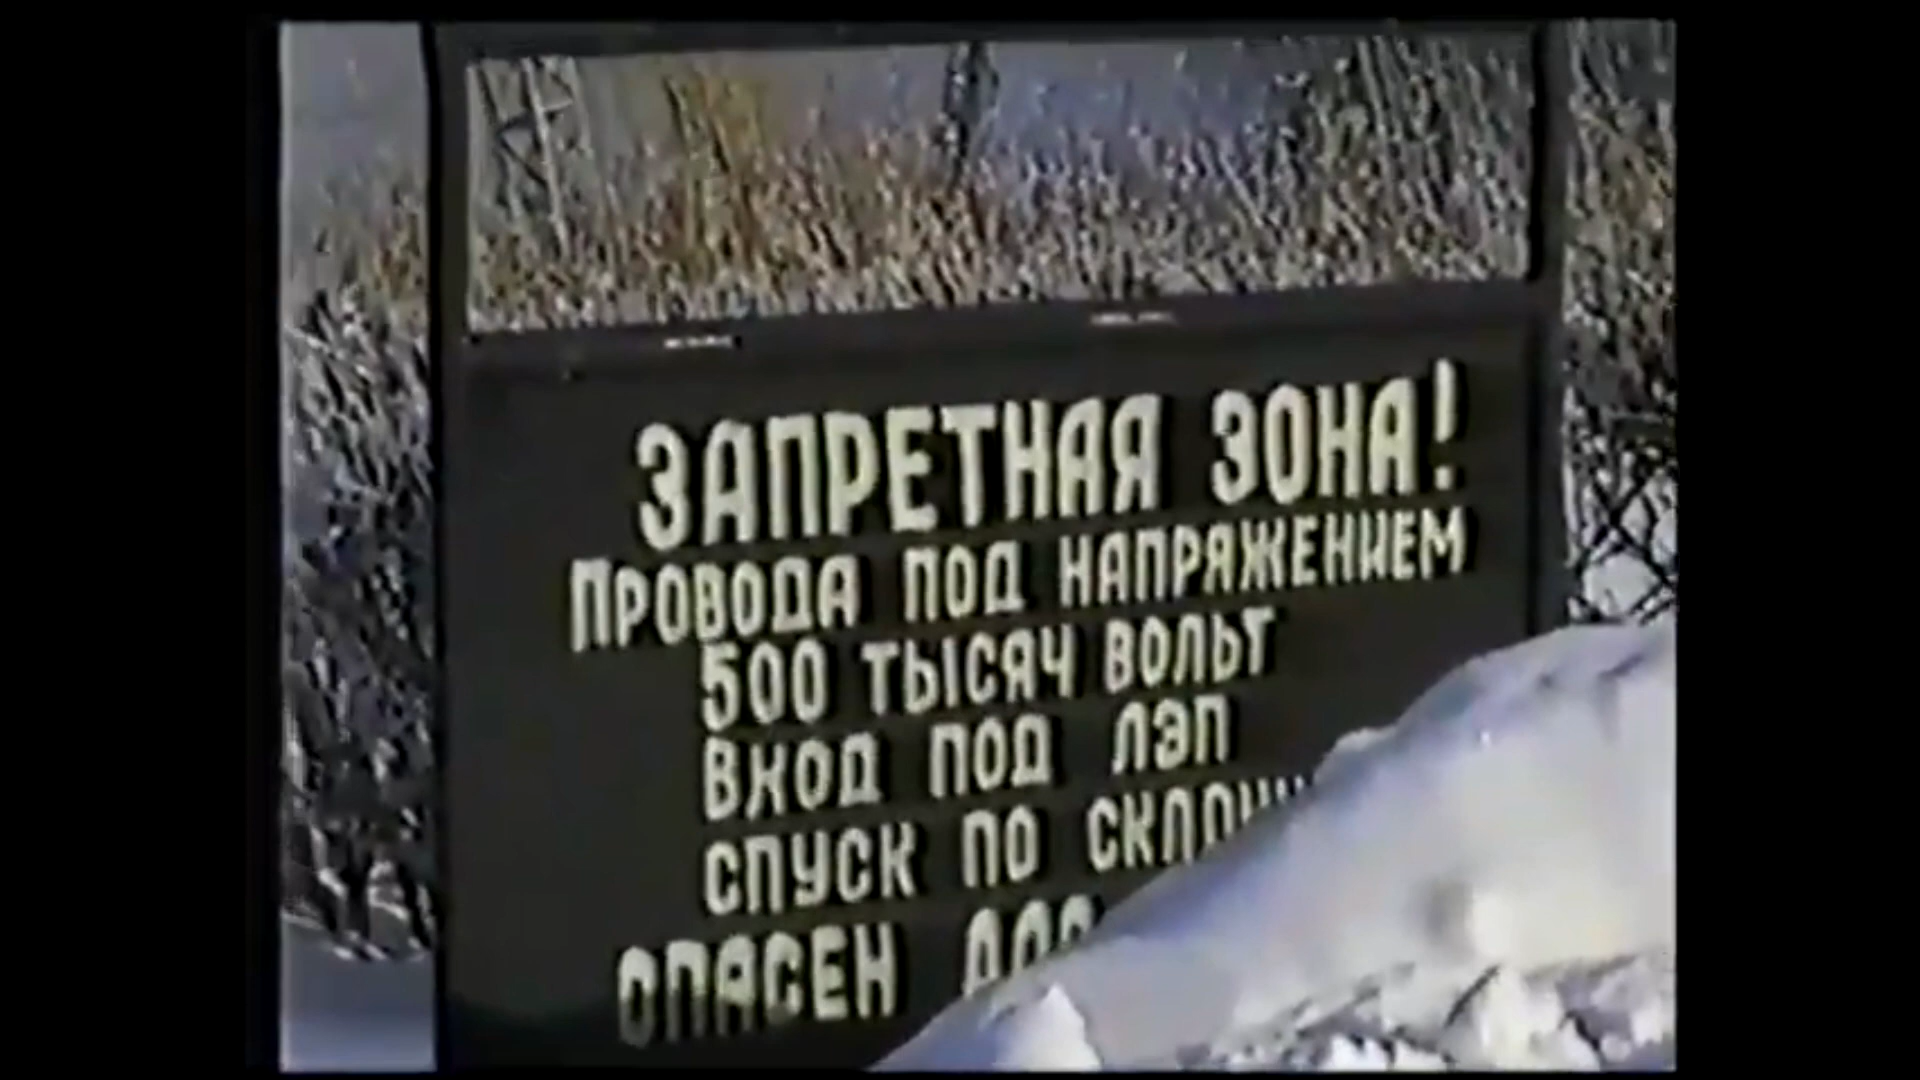 ЗАПРЕТНАЯ ЗОНА!
ПРОВОДА ПОД НАПРЯЖЕНИЕМ
500 ТЫСЯЧ ВОЛЬТ
ВХОД ПОД ЛЭП
СПУСК ПО
ОПАСЕН